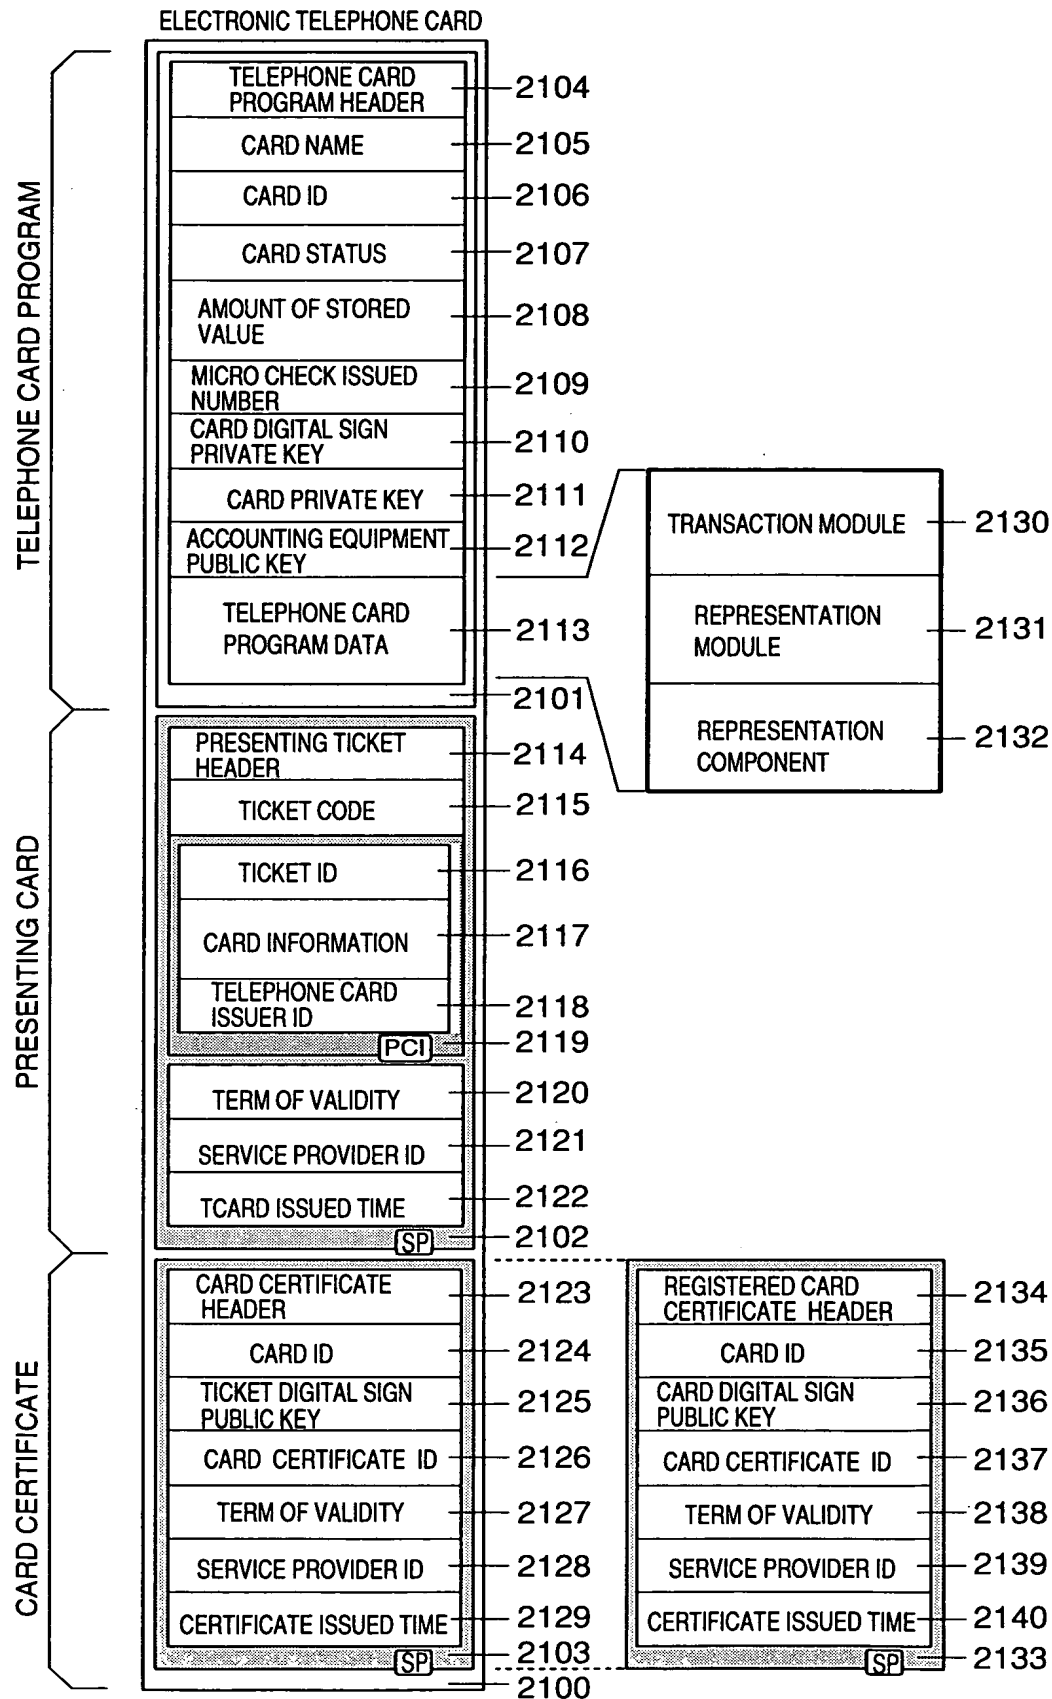 ELECTRONIC TELEPHONE CARD
TELEPHONE CARD PROGRAM
TELEPHONE CARD
PROGRAM HEADER
2104
CARD NAME
2105
CARD ID
2106
CARD STATUS
2107
AMOUNT OF STORED
VALUE
2108
MICRO CHECK ISSUED
NUMBER
2109
CARD DIGITAL SIGN
PRIVATE KEY
2110
CARD PRIVATE KEY
2111
ACCOUNTING EQUIPMENT
PUBLIC KEY
2112
TELEPHONE CARD
PROGRAM DATA
2113
2101
TRANSACTION MODULE
2130
REPRESENTATION
MODULE
2131
REPRESENTATION
COMPONENT
2132
PRESENTING CARD
PRESENTING TICKET
HEADER
2114
TICKET CODE
2115
TICKET ID
2116
CARD INFORMATION
2117
TELEPHONE CARD
ISSUER ID
2118
PCI
2119
TERM OF VALIDITY
2120
SERVICE PROVIDER ID
2121
TCARD ISSUED TIME
2122
SP
2102
CARD CERTIFICATE
CARD CERTIFICATE
HEADER
2123
CARD ID
2124
TICKET DIGITAL SIGN
PUBLIC KEY
2125
CARD CERTIFICATE ID
2126
TERM OF VALIDITY
2127
SERVICE PROVIDER ID
2128
CERTIFICATE ISSUED TIME
2129
SP
2103
2100
REGISTERED CARD
CERTIFICATE HEADER
2134
CARD ID
2135
CARD DIGITAL SIGN
PUBLIC KEY
2136
CARD CERTIFICATE ID
2137
TERM OF VALIDITY
2138
SERVICE PROVIDER ID
2139
CERTIFICATE ISSUED TIME
2140
SP
2133